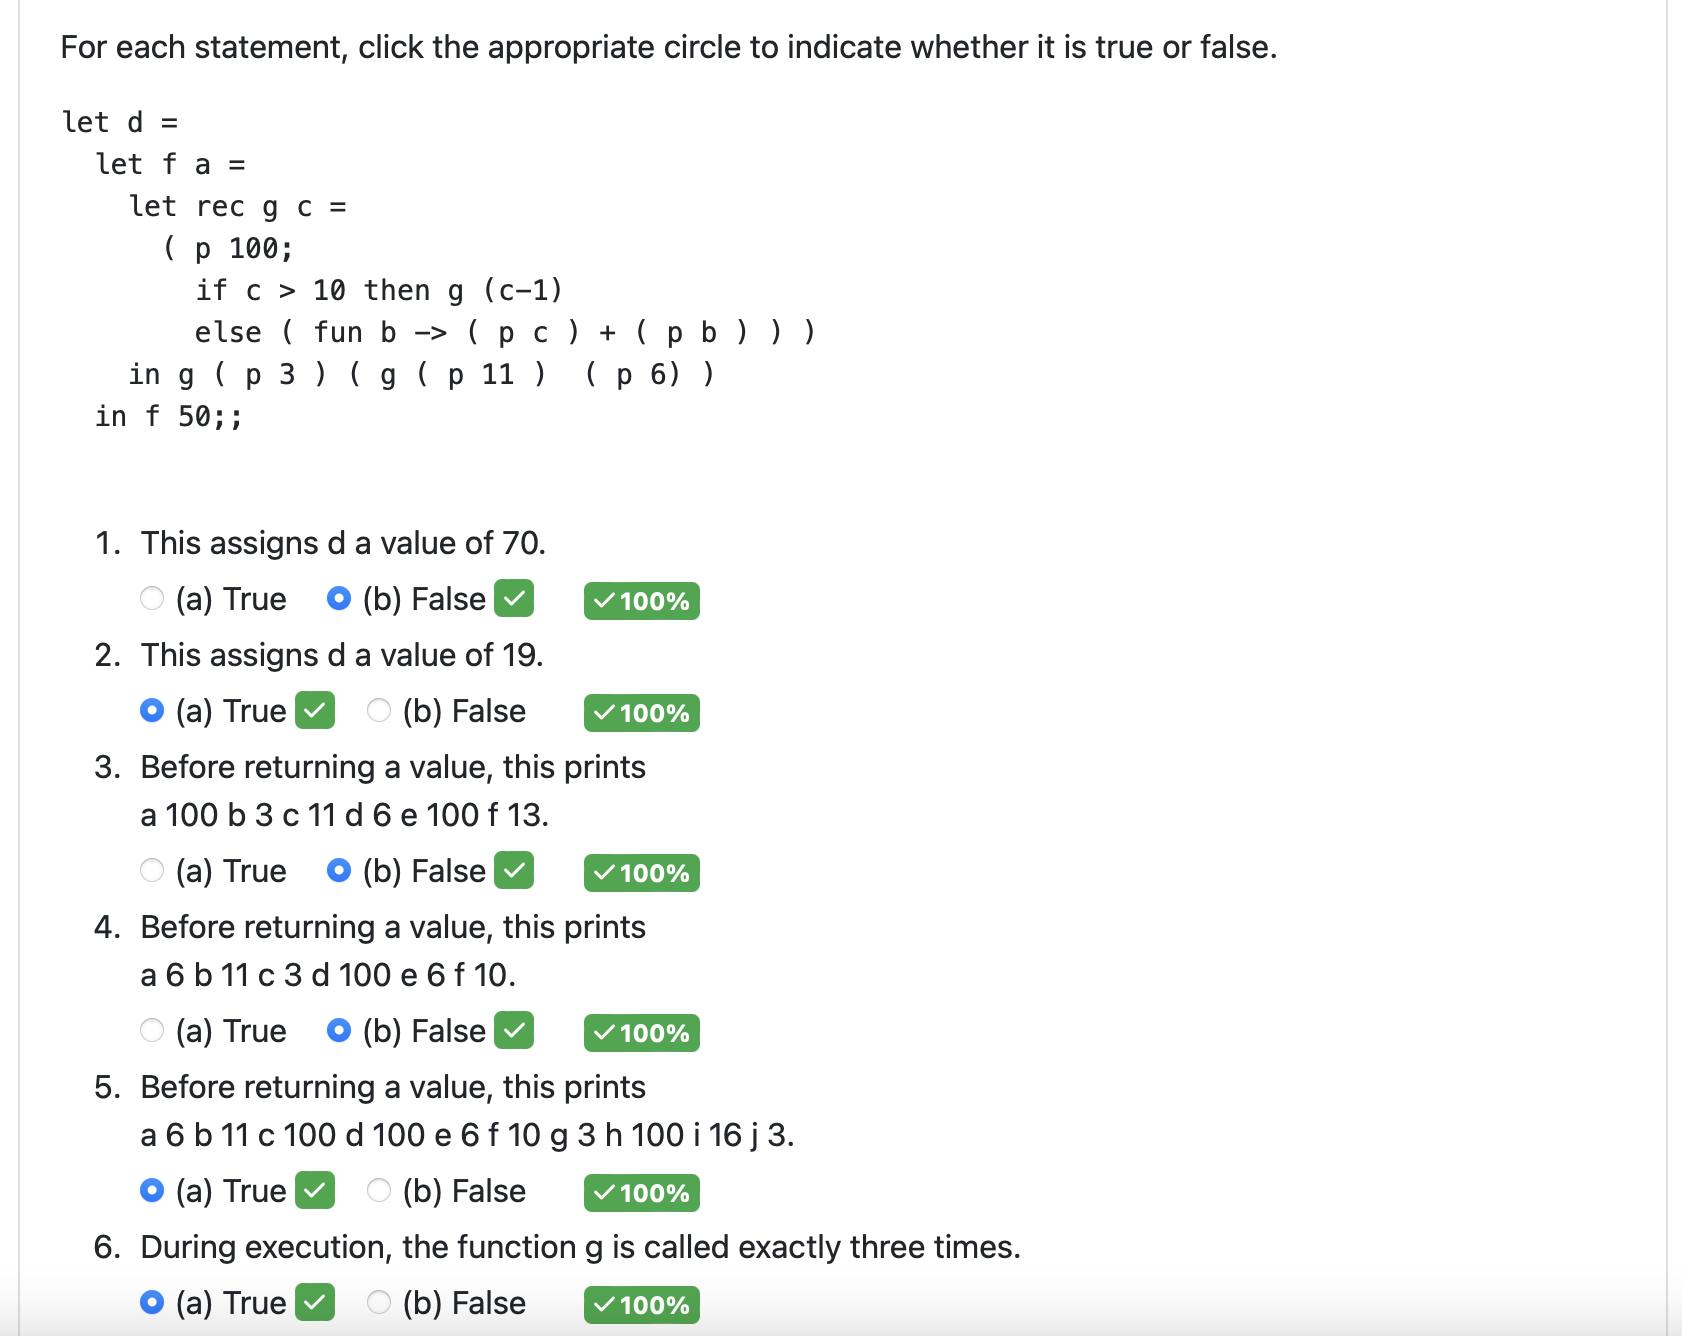 For each statement, click the appropriate circle to indicate whether it is true or false.
let d =
  let f a =
    let rec g c =
      ( p 100;
        if c > 10 then g (c-1)
        else ( fun b -> ( p c ) + ( p b ) ) )
    in g ( p 3 ) ( g ( p 11 )  ( p 6) )
  in f 50;;
1. This assigns d a value of 70.
(a) True (b) False ✓ ✓100%
2. This assigns d a value of 19.
(a) True ✓ (b) False ✓100%
3. Before returning a value, this prints
a 100 b 3 c 11 d 6 e 100 f 13.
(a) True (b) False ✓ ✓100%
4. Before returning a value, this prints
a 6 b 11 c 3 d 100 e 6 f 10.
(a) True (b) False ✓ ✓100%
5. Before returning a value, this prints
a 6 b 11 c 100 d 100 e 6 f 10 g 3 h 100 i 16 j 3.
(a) True ✓ (b) False ✓100%
6. During execution, the function g is called exactly three times.
(a) True ✓ (b) False ✓100%